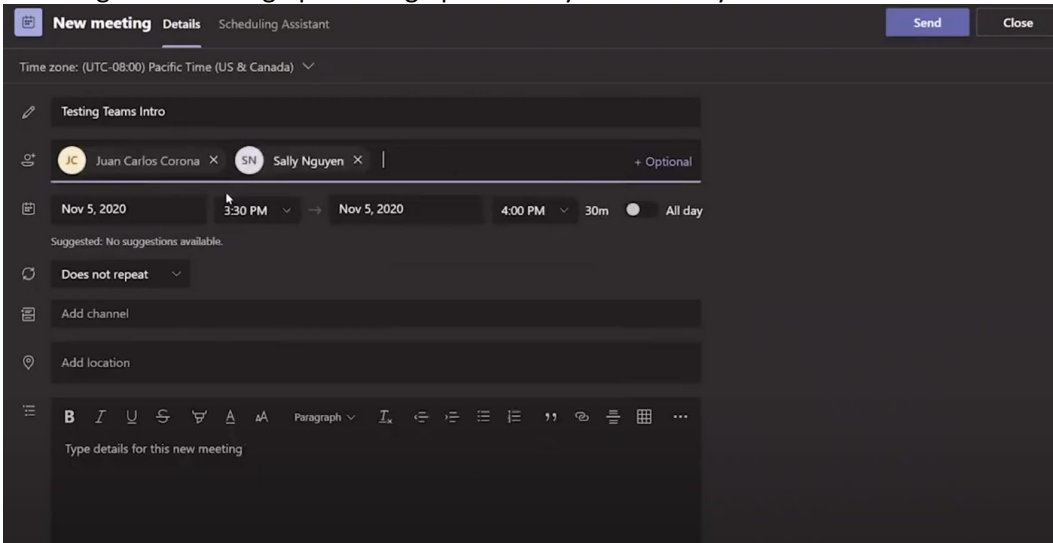 New meeting Details Scheduling Assistant Send Close
Time zone: (UTC-08:00) Pacific Time (US & Canada)
Testing Teams Intro
JC Juan Carlos Corona × SN Sally Nguyen × + Optional
Nov 5, 2020 3:30 PM → Nov 5, 2020 4:00 PM 30m All day
Suggested: No suggestions available.
Does not repeat
Add channel
Add location
B I U S A AA Paragraph
Type details for this new meeting